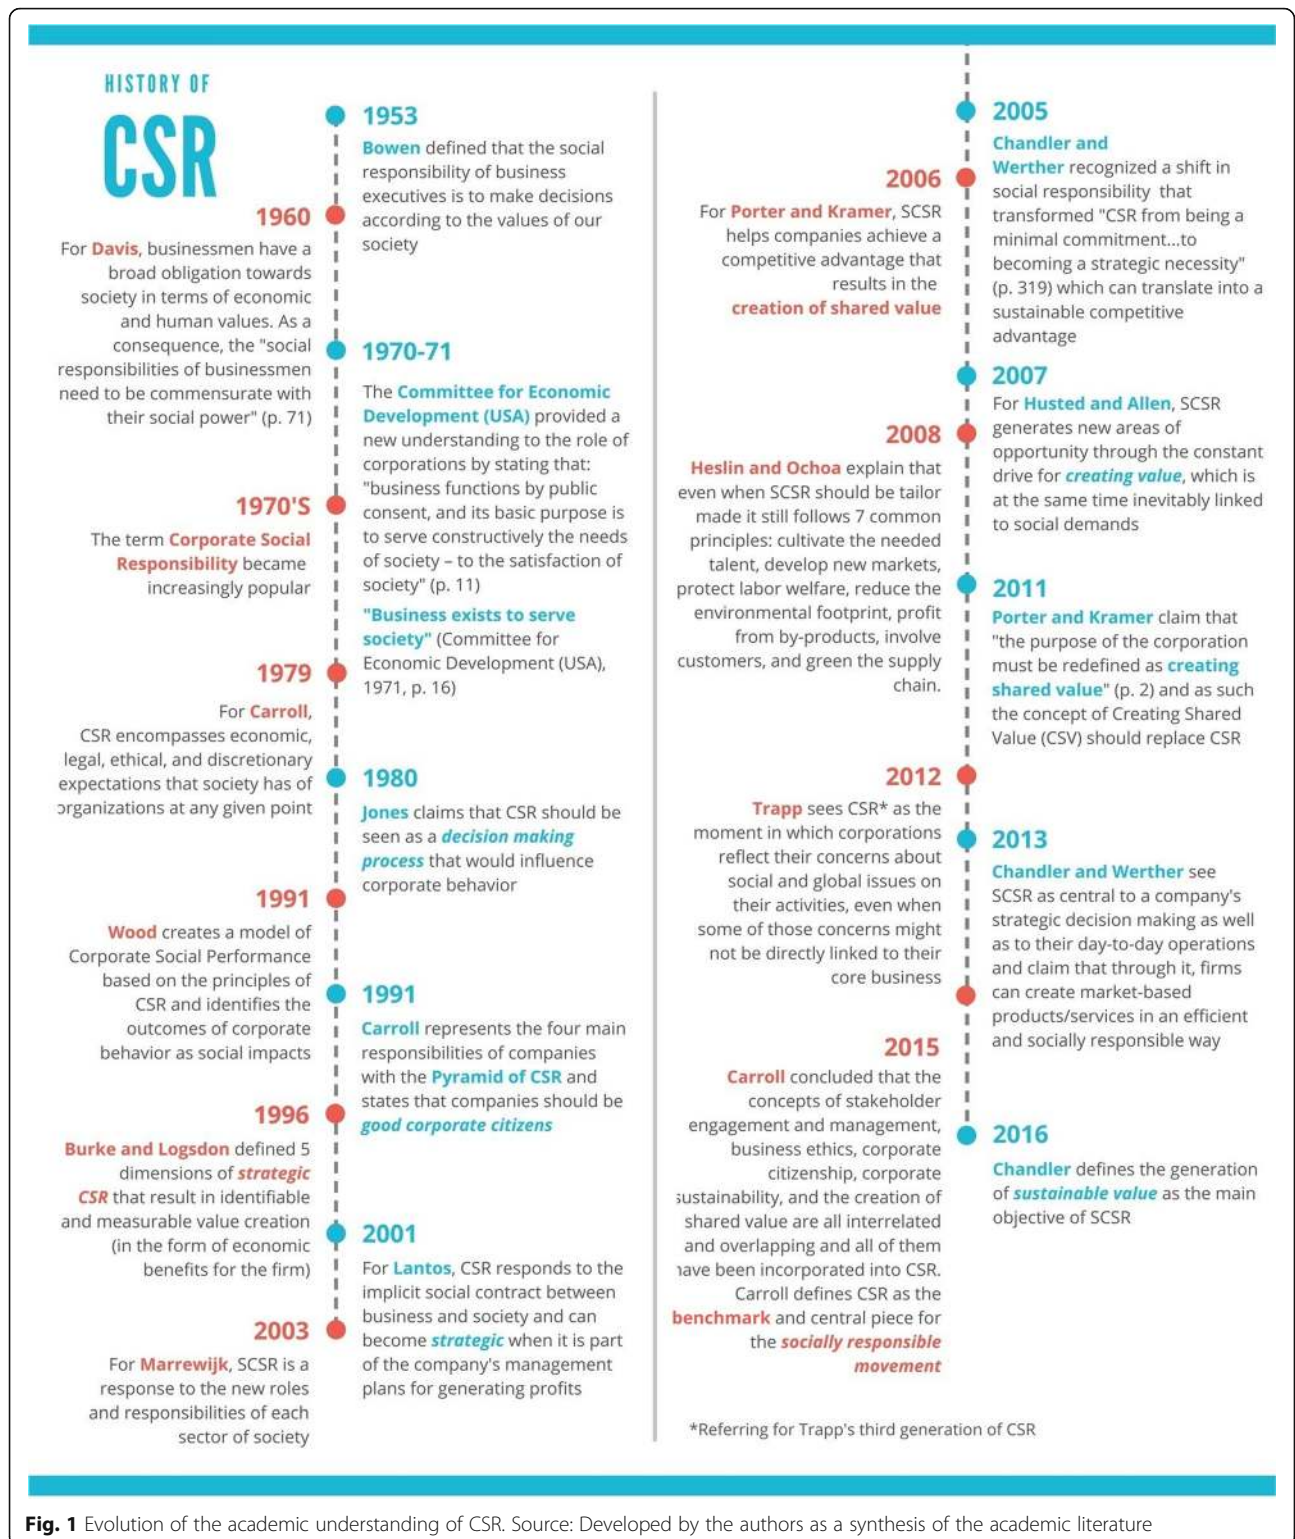 HISTORY OF
CSR
1953
Bowen defined that the social
responsibility of business
executives is to make decisions
according to the values of our
society
1960
For Davis, businessmen have a
broad obligation towards
society in terms of economic
and human values. As a
consequence, the "social
responsibilities of businessmen
need to be commensurate with
their social power" (p. 71)
1970-71
The Committee for Economic
Development (USA) provided a
new understanding to the role of
corporations by stating that:
"business functions by public
consent, and its basic purpose is
to serve constructively the needs
of society – to the satisfaction of
society" (p. 11)
"Business exists to serve
society" (Committee for
Economic Development (USA),
1971, p. 16)
1970'S
The term Corporate Social
Responsibility became
increasingly popular
1979
For Carroll,
CSR encompasses economic,
legal, ethical, and discretionary
expectations that society has of
organizations at any given point
1980
Jones claims that CSR should be
seen as a decision making
process that would influence
corporate behavior
1991
Wood creates a model of
Corporate Social Performance
based on the principles of
CSR and identifies the
outcomes of corporate
behavior as social impacts
1991
Carroll represents the four main
responsibilities of companies
with the Pyramid of CSR and
states that companies should be
good corporate citizens
1996
Burke and Logsdon defined 5
dimensions of strategic
CSR that result in identifiable
and measurable value creation
(in the form of economic
benefits for the firm)
2001
For Lantos, CSR responds to the
implicit social contract between
business and society and can
become strategic when it is part
of the company's management
plans for generating profits
2003
For Marrewijk, SCSR is a
response to the new roles
and responsibilities of each
sector of society
2005
Chandler and
Werther recognized a shift in
social responsibility that
transformed "CSR from being a
minimal commitment...to
becoming a strategic necessity"
(p. 319) which can translate into a
sustainable competitive
advantage
2006
For Porter and Kramer, SCSR
helps companies achieve a
competitive advantage that
results in the
creation of shared value
2007
For Husted and Allen, SCSR
generates new areas of
opportunity through the constant
drive for creating value, which is
at the same time inevitably linked
to social demands
2008
Heslin and Ochoa explain that
even when SCSR should be tailor
made it still follows 7 common
principles: cultivate the needed
talent, develop new markets,
protect labor welfare, reduce the
environmental footprint, profit
from by-products, involve
customers, and green the supply
chain.
2011
Porter and Kramer claim that
"the purpose of the corporation
must be redefined as creating
shared value" (p. 2) and as such
the concept of Creating Shared
Value (CSV) should replace CSR
2012
Trapp sees CSR* as the
moment in which corporations
reflect their concerns about
social and global issues on
their activities, even when
some of those concerns might
not be directly linked to their
core business
2013
Chandler and Werther see
SCSR as central to a company's
strategic decision making as well
as to their day-to-day operations
and claim that through it, firms
can create market-based
products/services in an efficient
and socially responsible way
2015
Carroll concluded that the
concepts of stakeholder
engagement and management,
business ethics, corporate
citizenship, corporate
sustainability, and the creation of
shared value are all interrelated
and overlapping and all of them
have been incorporated into CSR.
Carroll defines CSR as the
benchmark and central piece for
the socially responsible
movement
2016
Chandler defines the generation
of sustainable value as the main
objective of SCSR
*Referring for Trapp's third generation of CSR
Fig. 1 Evolution of the academic understanding of CSR. Source: Developed by the authors as a synthesis of the academic literature